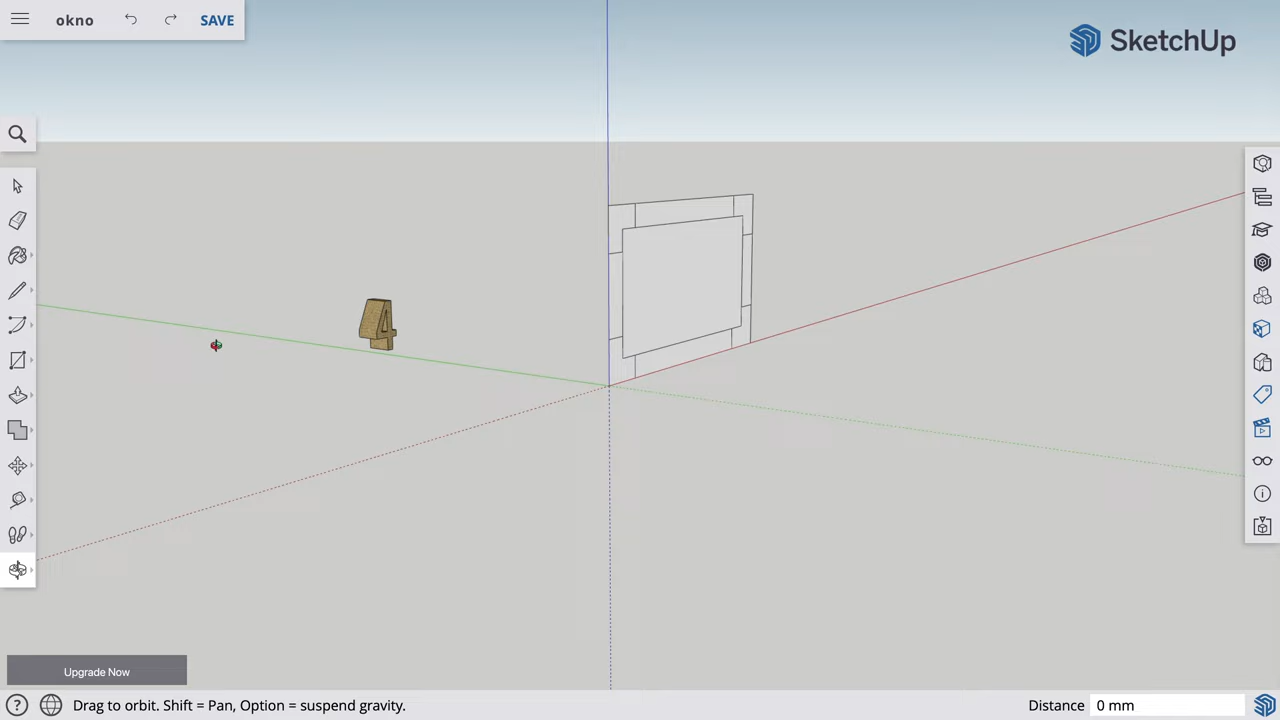 okno
SAVE
SketchUp
4
Upgrade Now
Drag to orbit. Shift = Pan, Option = suspend gravity.
Distance
0 mm